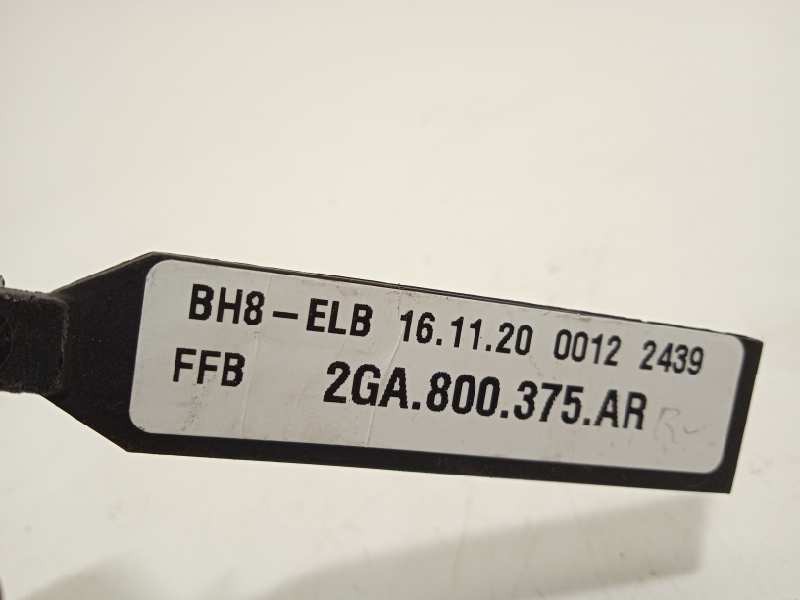 BH8-ELB 16.11.20 0012 2439
FFB 2GA.800.375.AR